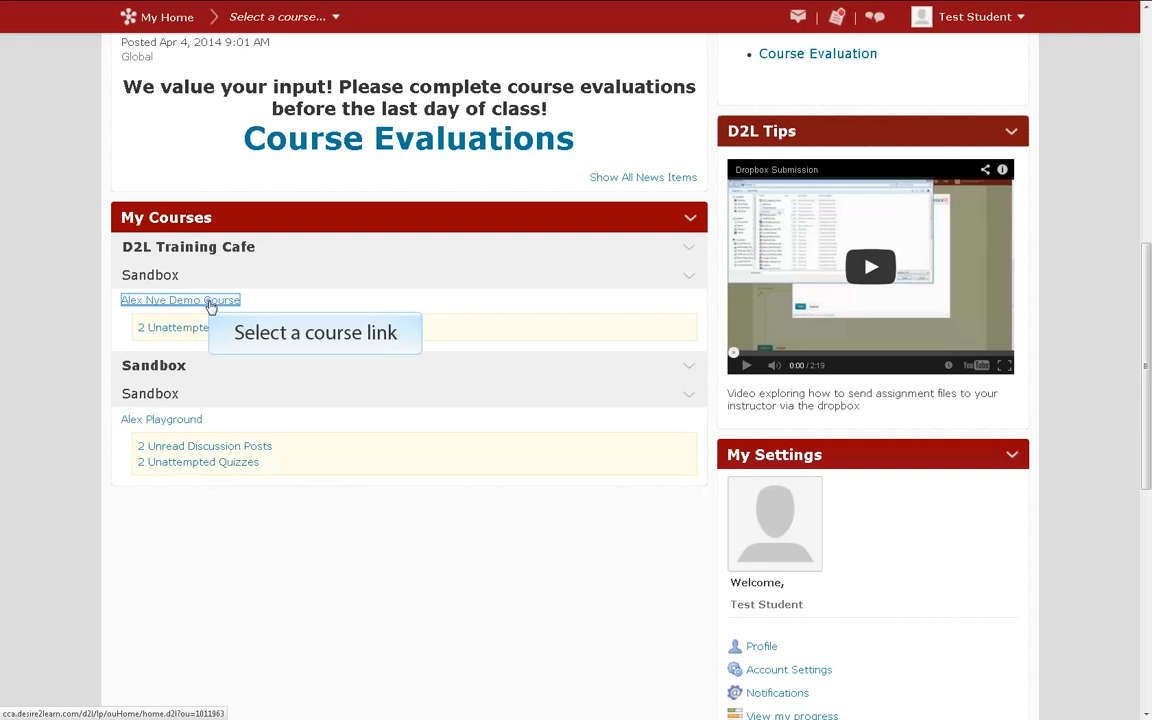 My Home
Select a course...
Test Student
Posted Apr 4, 2014 9:01 AM
Global
We value your input! Please complete course evaluations
before the last day of class!
Course Evaluations
Show All News Items
My Courses
D2L Training Cafe
Sandbox
Alex Nye Demo Course
2 Unattempte
Select a course link
Sandbox
Sandbox
Alex Playground
2 Unread Discussion Posts
2 Unattempted Quizzes
• Course Evaluation
D2L Tips
Dropbox Submission
0:00 / 2:19
YouTube
Video exploring how to send assignment files to your
instructor via the dropbox
My Settings
Welcome,
Test Student
Profile
Account Settings
Notifications
View my progress
cca.desire2learn.com/d2l/lp/ouHome/home.d2l?ou=1011963